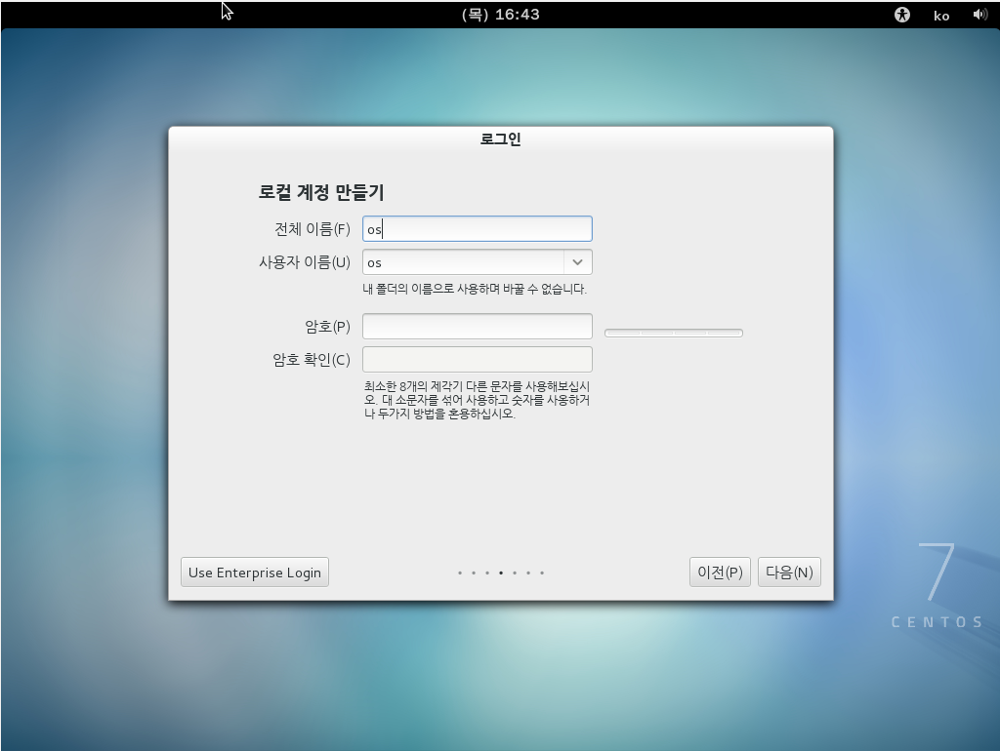 (목) 16:43
ko
로그인
로컬 계정 만들기
전체 이름(F)
os
사용자 이름(U)
os
내 폴더의 이름으로 사용하며 바꿀 수 없습니다.
암호(P)
암호 확인(C)
최소한 8개의 제각기 다른 문자를 사용해보십시
오. 대 소문자를 섞어 사용하고 숫자를 사용하거
나 두가지 방법을 혼용하십시오.
Use Enterprise Login
이전(P)
다음(N)
7
CENTOS